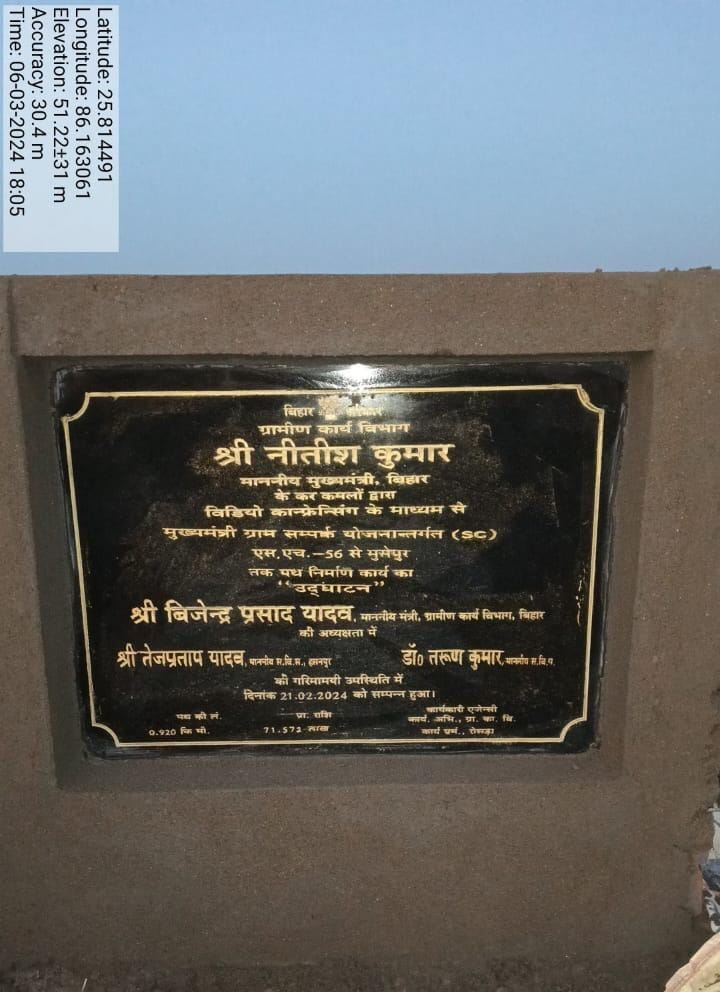 Latitude: 25.814491
Longitude: 86.163061
Elevation: 51.22±31 m
Accuracy: 30.4 m
Time: 06-03-2024 18:05
बिहार सरकार
ग्रामीण कार्य विभाग
श्री नीतीश कुमार
माननीय मुख्यमंत्री, बिहार
के कर कमलों द्वारा
विडियो कान्फ्रेन्सिंग के माध्यम से
मुख्यमंत्री ग्राम सम्पर्क योजनान्तर्गत (SC)
एस.एच.-56 से मुसेपुर
तक पथ निर्माण कार्य का
"उद्घाटन"
श्री बिजेन्द्र प्रसाद यादव, माननीय मंत्री, ग्रामीण कार्य विभाग, बिहार
की अध्यक्षता में
श्री तेजप्रताप यादव, माननीय स.वि.स., हसनपुर डॉ० तरूण कुमार, माननीय स.वि.प.
की गरिमामयी उपस्थिति में
दिनांक 21.02.2024 को सम्पन्न हुआ।
पथ की लं. प्रा. राशि कार्यकारी एजेन्सी
कार्य. अभि., ग्रा. का. वि.
0.920 कि मी. 71.572 लाख कार्य प्रमं., रोसड़ा